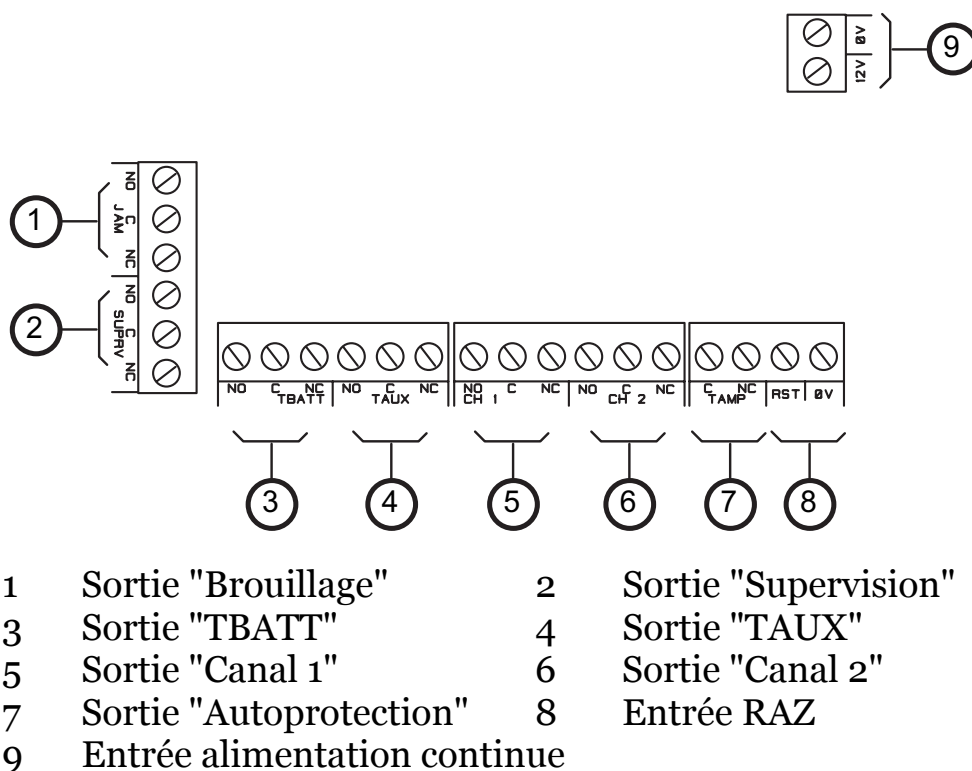 0V
12V
9
NO
C
JAM
NC
1
NO
C
SUPRV
NC
2
NO C NC NO C NC NO C NC NO C NC C NC RST 0V
TBATT TAUX CH 1 CH 2 TAMP
3 4 5 6 7 8
1 Sortie "Brouillage" 2 Sortie "Supervision"
3 Sortie "TBATT" 4 Sortie "TAUX"
5 Sortie "Canal 1" 6 Sortie "Canal 2"
7 Sortie "Autoprotection" 8 Entrée RAZ
9 Entrée alimentation continue